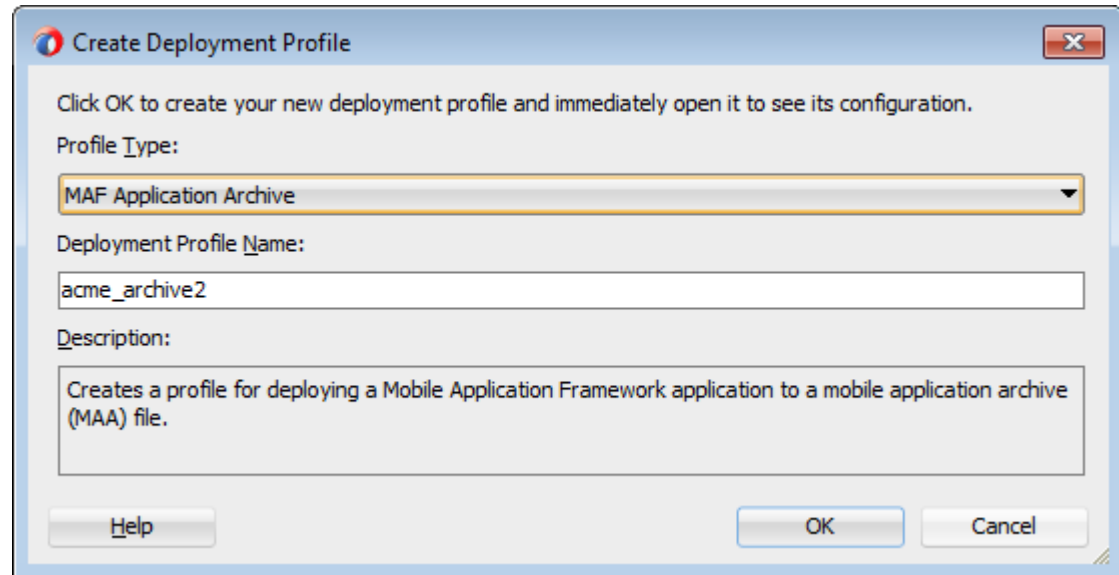 Create Deployment Profile
Click OK to create your new deployment profile and immediately open it to see its configuration.
Profile Type:
MAF Application Archive
Deployment Profile Name:
acme_archive2
Description:
Creates a profile for deploying a Mobile Application Framework application to a mobile application archive
(MAA) file.
Help OK Cancel